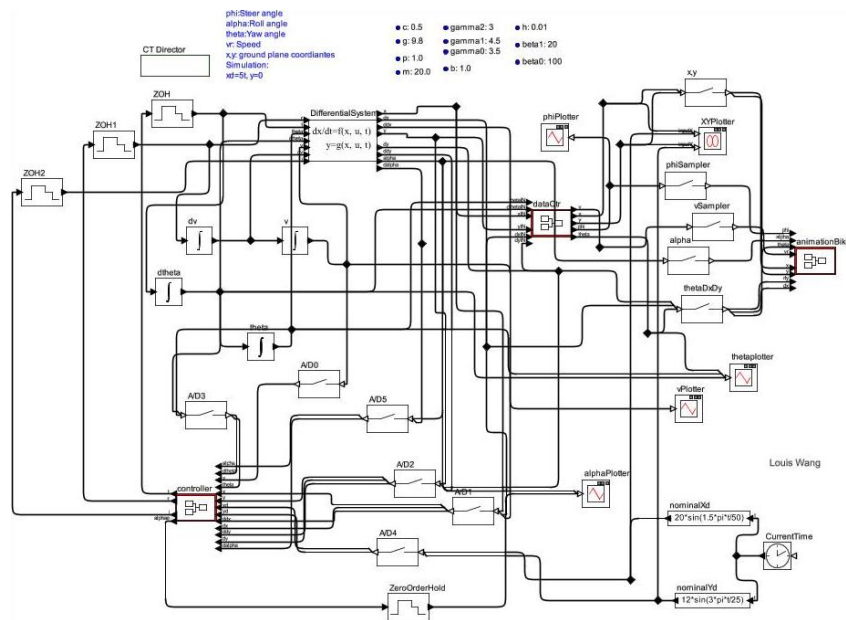 phi:Steer angle
alpha:Roll angle
theta:Yaw angle
vr: Speed
x,y: ground plane coordiantes
Simulation:
xd=5t, y=0
c: 0.5
gamma2: 3
h: 0.01
g: 9.8
gamma1: 4.5
gamma0: 3.5
beta1: 20
p: 1.0
b: 1.0
beta0: 100
m: 20.0
CT Director
ZOH
ZOH1
ZOH2
DifferentialSystem
dx/dt=f(x, u, t)
y=g(x, u, t)
x,y
XYPlotter
phiPlotter
phiSampler
dataCtr
vSampler
alpha
animationBik
thetaDxDy
dv
v
dtheta
theta
A/D0
A/D3
A/D5
thetaplotter
vPlotter
A/D2
A/D1
alphaPlotter
Louis Wang
controller
A/D4
nominalXd
20*sin(1.5*pi*t/50)
CurrentTime
nominalYd
12*sin(3*pi*t/25)
ZeroOrderHold